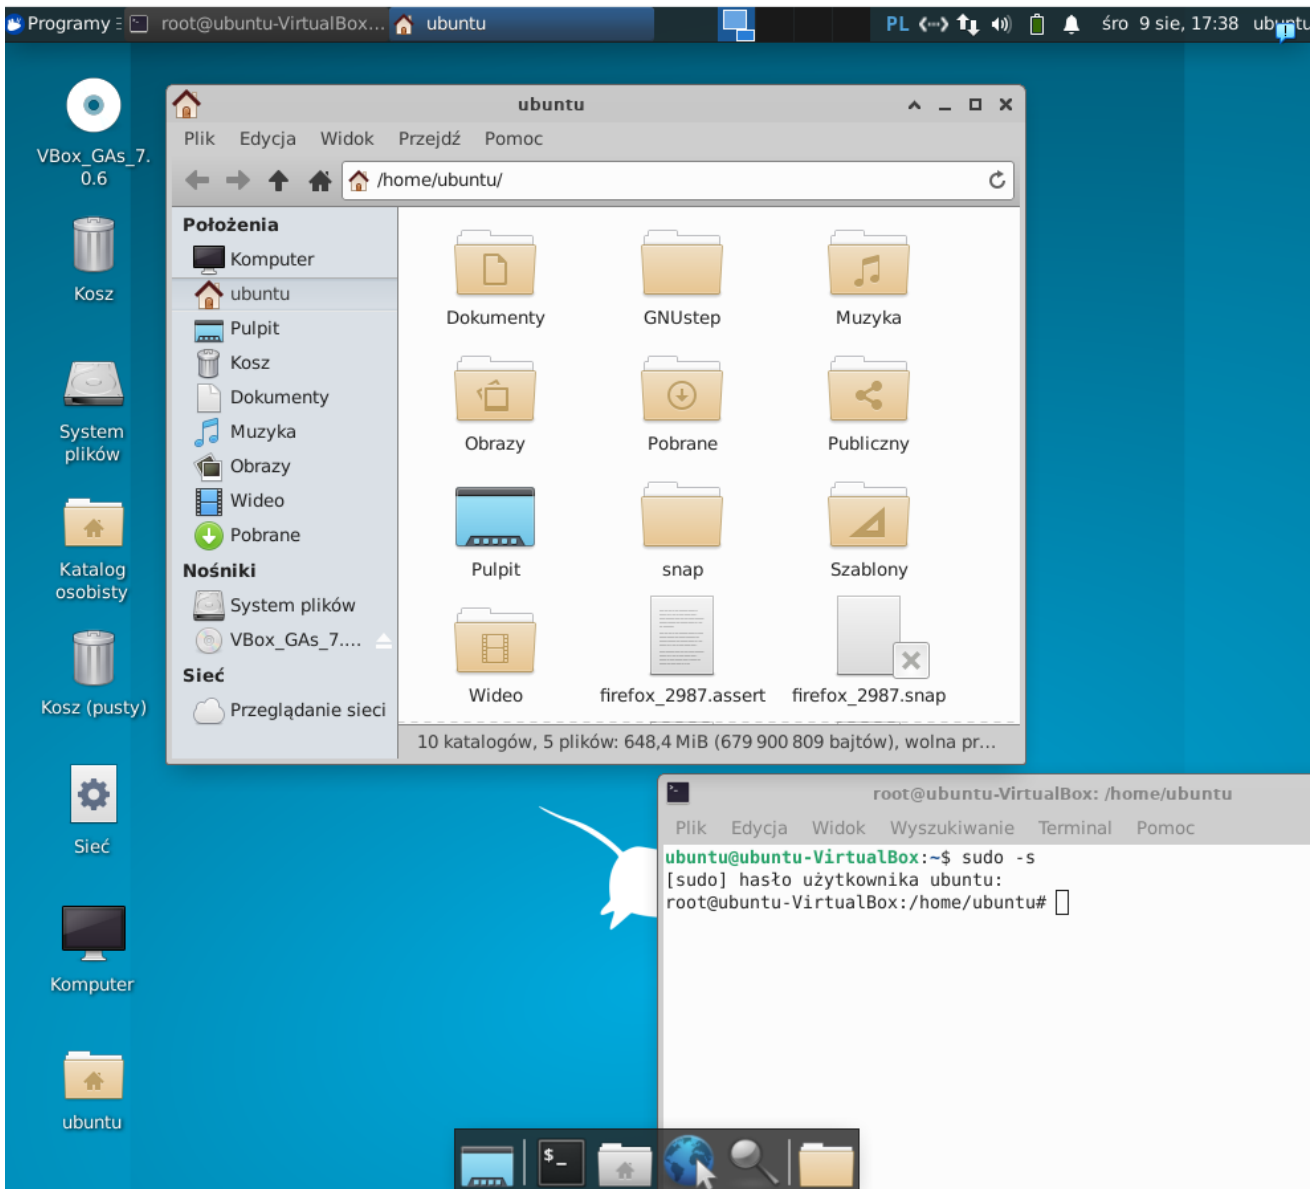 Programy
root@ubuntu-VirtualBox...
ubuntu
PL
śro 9 sie, 17:38
ubuntu
VBox_GAs_7.
0.6
Kosz
System
plików
Katalog
osobisty
Kosz (pusty)
Sieć
Komputer
ubuntu
ubuntu
Plik Edycja Widok Przejdź Pomoc
/home/ubuntu/
Położenia
Komputer
ubuntu
Pulpit
Kosz
Dokumenty
Muzyka
Obrazy
Wideo
Pobrane
Nośniki
System plików
VBox_GAs_7....
Sieć
Przeglądanie sieci
Dokumenty GNUstep Muzyka
Obrazy Pobrane Publiczny
Pulpit snap Szablony
Wideo firefox_2987.assert firefox_2987.snap
10 katalogów, 5 plików: 648,4 MiB (679 900 809 bajtów), wolna pr...
root@ubuntu-VirtualBox: /home/ubuntu
Plik Edycja Widok Wyszukiwanie Terminal Pomoc
ubuntu@ubuntu-VirtualBox:~$ sudo -s
[sudo] hasło użytkownika ubuntu:
root@ubuntu-VirtualBox:/home/ubuntu#
$_